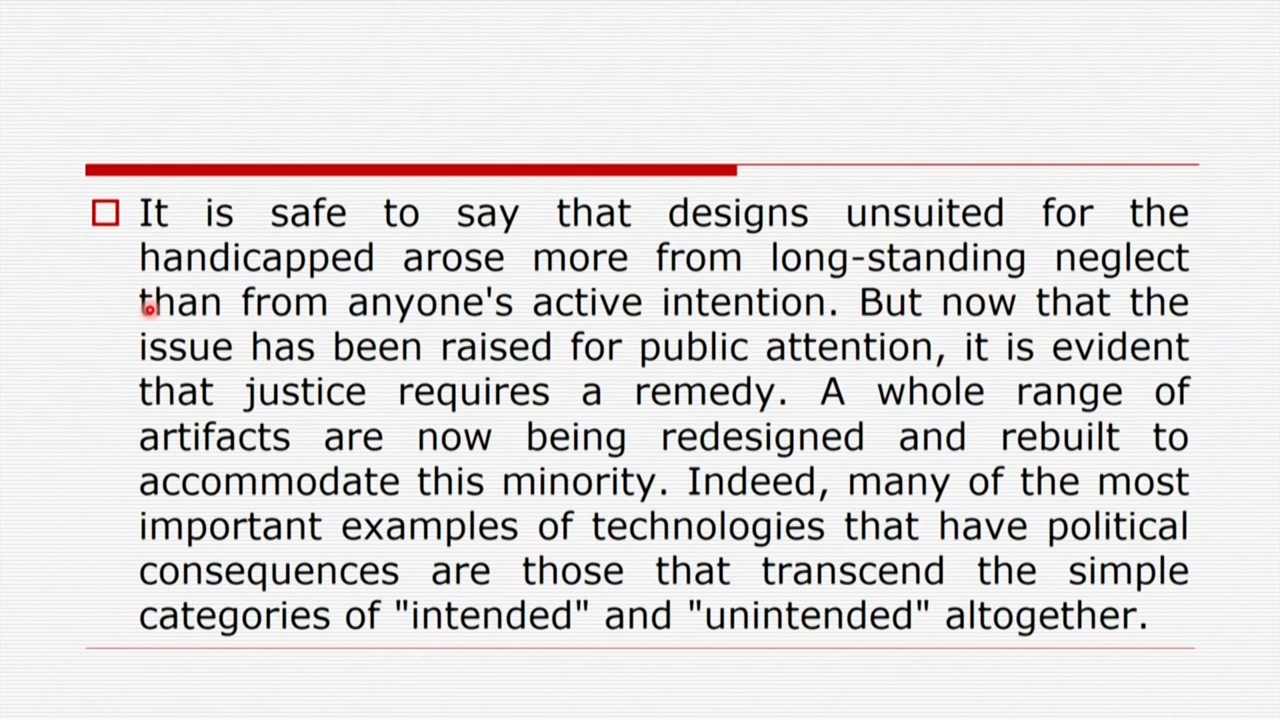 It is safe to say that designs unsuited for the
handicapped arose more from long-standing neglect
than from anyone's active intention. But now that the
issue has been raised for public attention, it is evident
that justice requires a remedy. A whole range of
artifacts are now being redesigned and rebuilt to
accommodate this minority. Indeed, many of the most
important examples of technologies that have political
consequences are those that transcend the simple
categories of "intended" and "unintended" altogether.